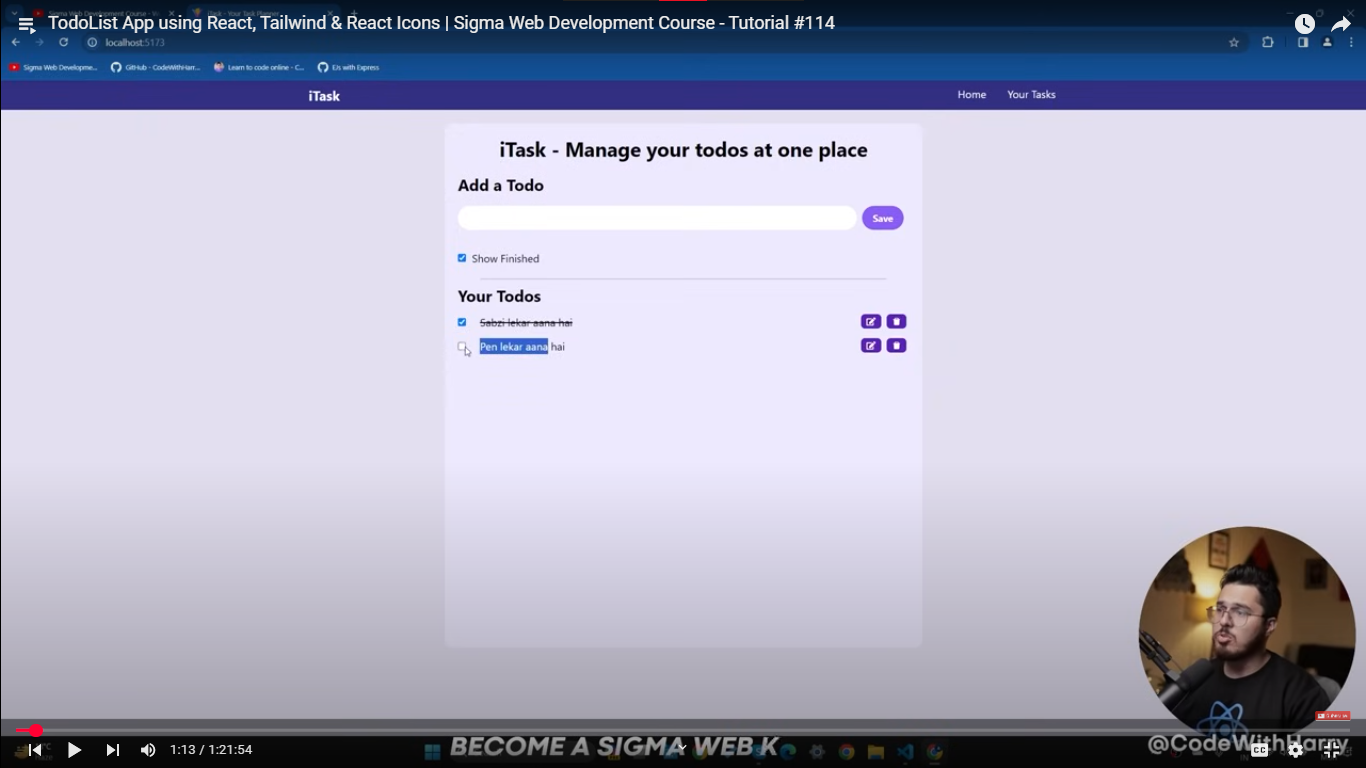 TodoList App using React, Tailwind & React Icons | Sigma Web Development Course - Tutorial #114
localhost:5173
Sigma Web Developme... GitHub - CodeWithHarr... Learn to code online - C... EJs with Express
iTask Home Your Tasks
iTask - Manage your todos at one place
Add a Todo
Save
Show Finished
Your Todos
Sabzi lekar aana hai
Pen lekar aana hai
1:13 / 1:21:54
BECOME A SIGMA WEB K
@CodeWithHarry
CC